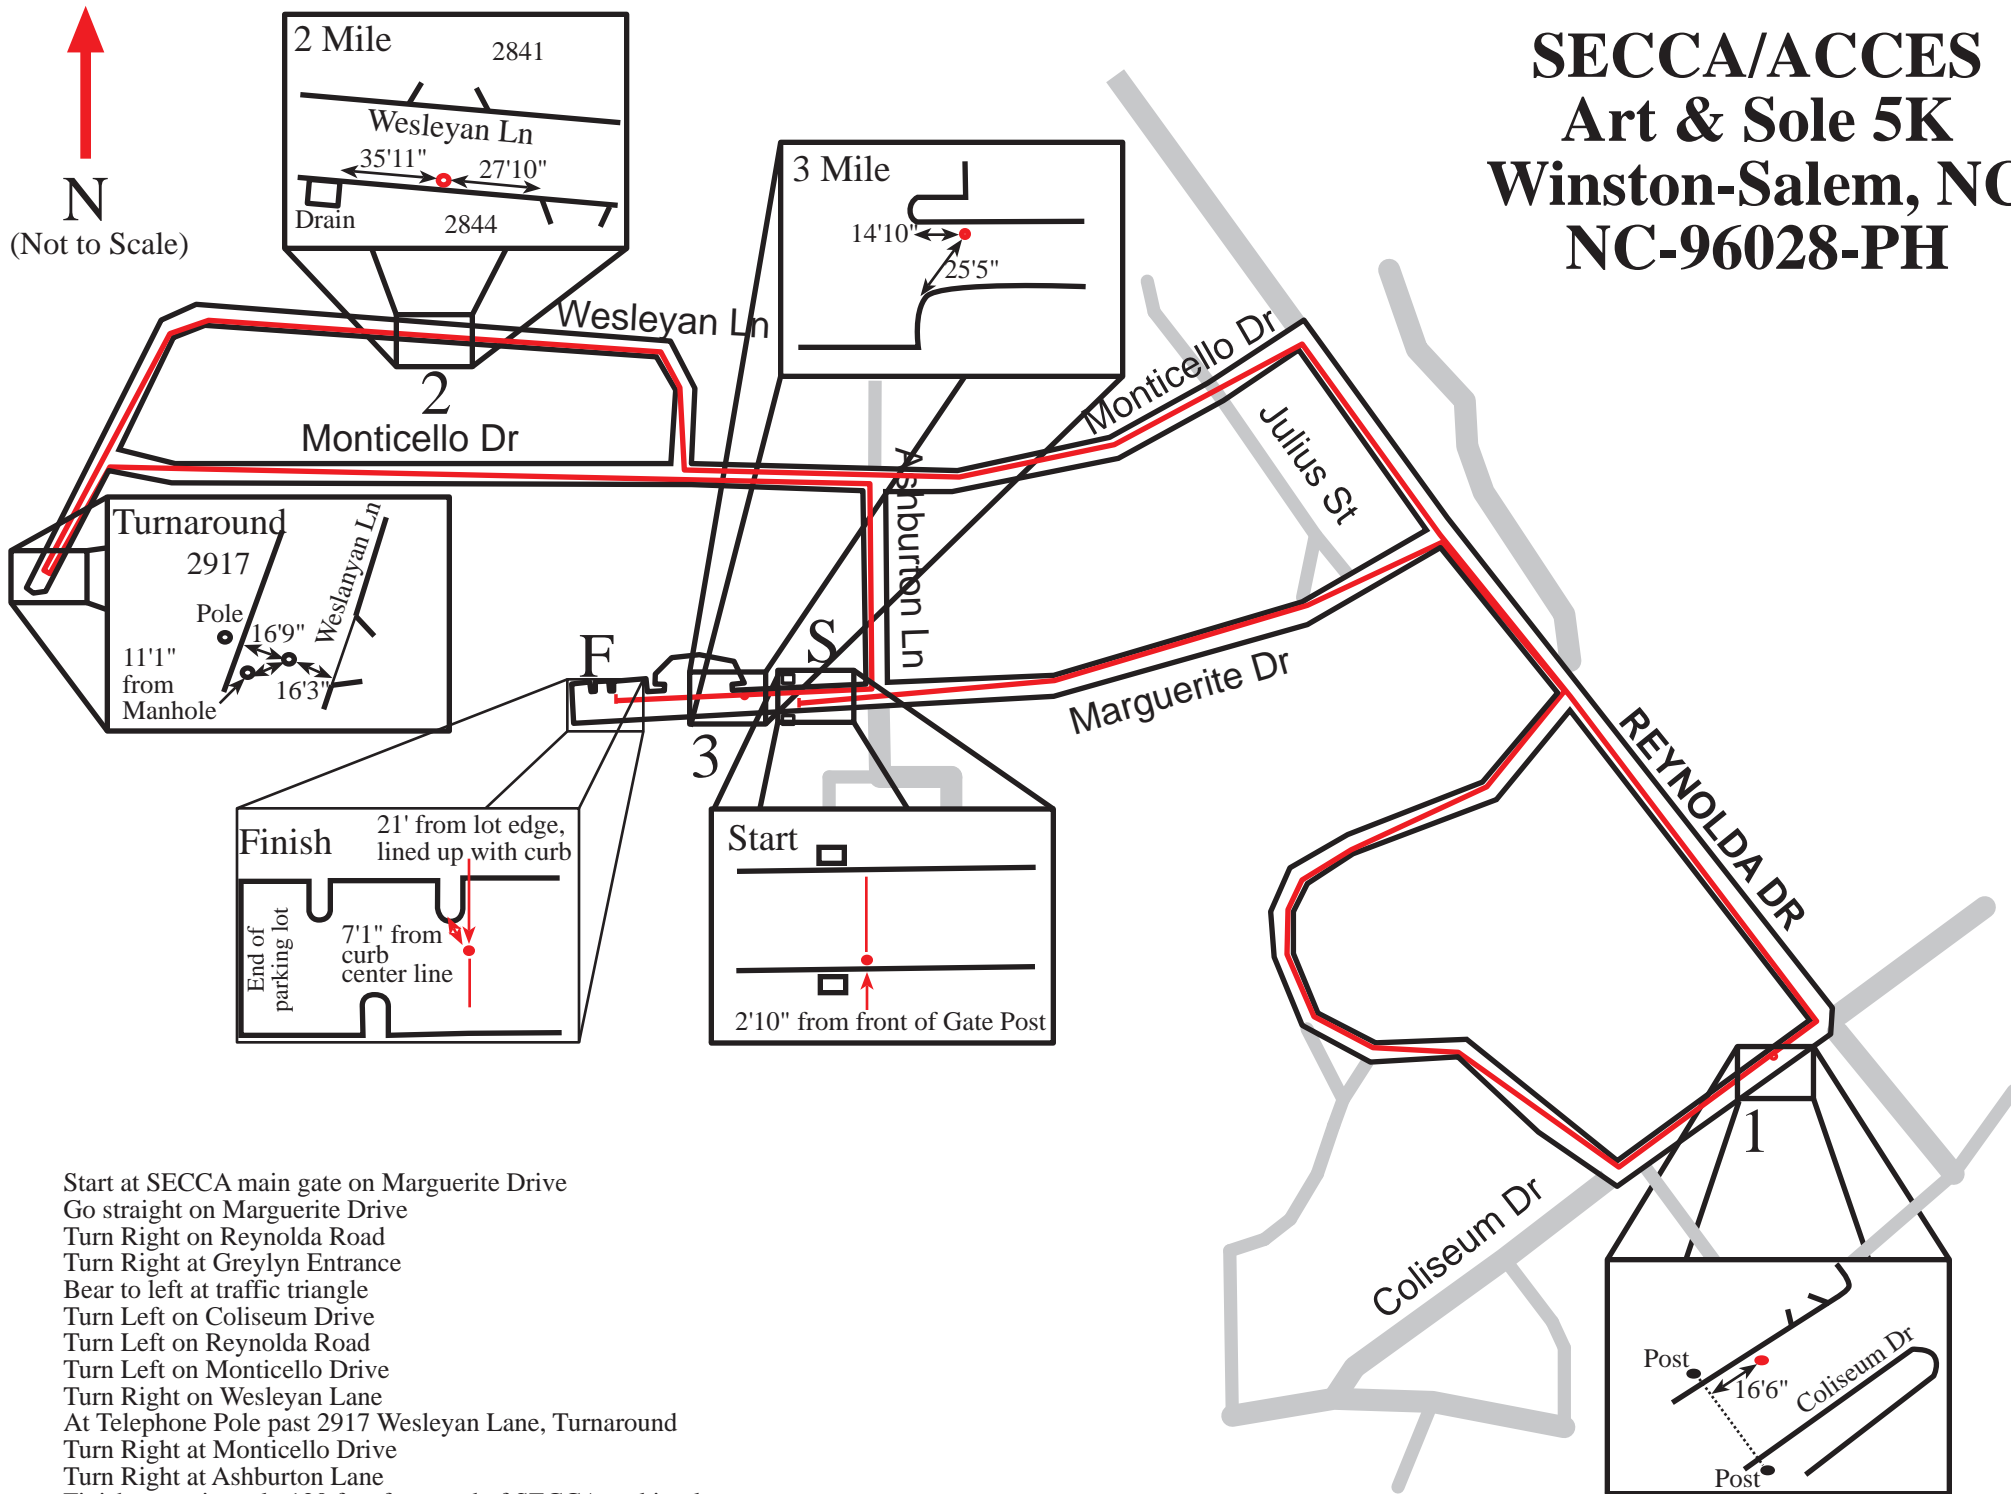 SECCA/ACCES
Art & Sole 5K
Winston-Salem, NC
NC-96028-PH
N
(Not to Scale)
2 Mile
2841
Wesleyan Ln
35'11"
27'10"
Drain
2844
3 Mile
14'10"
25'5"
Wesleyan Ln
2
Monticello Dr
Monticello Dr
Julius St
Ashburton Ln
Turnaround
2917
Weslanyan Ln
Pole
16'9"
11'1"
from
Manhole
16'3"
F
S
3
Marguerite Dr
REYNOLDA DR
Finish
21' from lot edge,
lined up with curb
End of
parking lot
7'1" from
curb
center line
Start
2'10" from front of Gate Post
1
Coliseum Dr
Post
16'6"
Coliseum Dr
Post
Start at SECCA main gate on Marguerite Drive
Go straight on Marguerite Drive
Turn Right on Reynolda Road
Turn Right at Greylyn Entrance
Bear to left at traffic triangle
Turn Left on Coliseum Drive
Turn Left on Reynolda Road
Turn Left on Monticello Drive
Turn Right on Wesleyan Lane
At Telephone Pole past 2917 Wesleyan Lane, Turnaround
Turn Right at Monticello Drive
Turn Right at Ashburton Lane